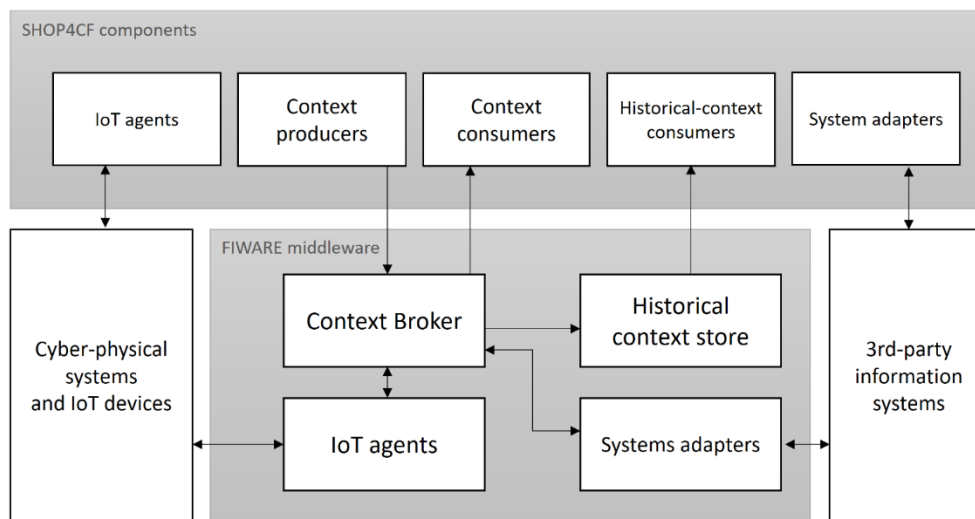 SHOP4CF components
IoT agents
Context
producers
Context
consumers
Historical-context
consumers
System adapters
FIWARE middleware
Cyber-physical
systems
and IoT devices
Context Broker
Historical
context store
IoT agents
Systems adapters
3rd-party
information
systems